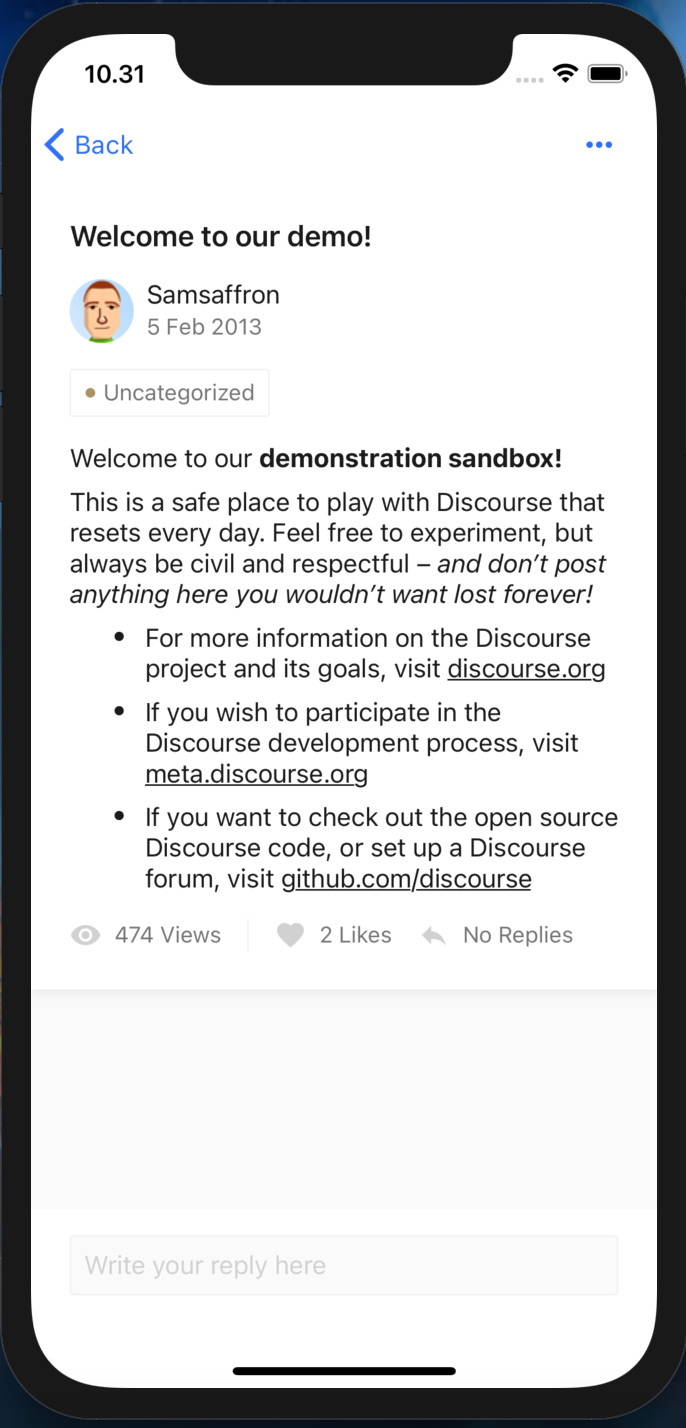 10.31
Back
Welcome to our demo!
Samsaffron
5 Feb 2013
Uncategorized
Welcome to our demonstration sandbox!
This is a safe place to play with Discourse that
resets every day. Feel free to experiment, but
always be civil and respectful – and don’t post
anything here you wouldn’t want lost forever!
• For more information on the Discourse
project and its goals, visit discourse.org
• If you wish to participate in the
Discourse development process, visit
meta.discourse.org
• If you want to check out the open source
Discourse code, or set up a Discourse
forum, visit github.com/discourse
474 Views 2 Likes No Replies
Write your reply here